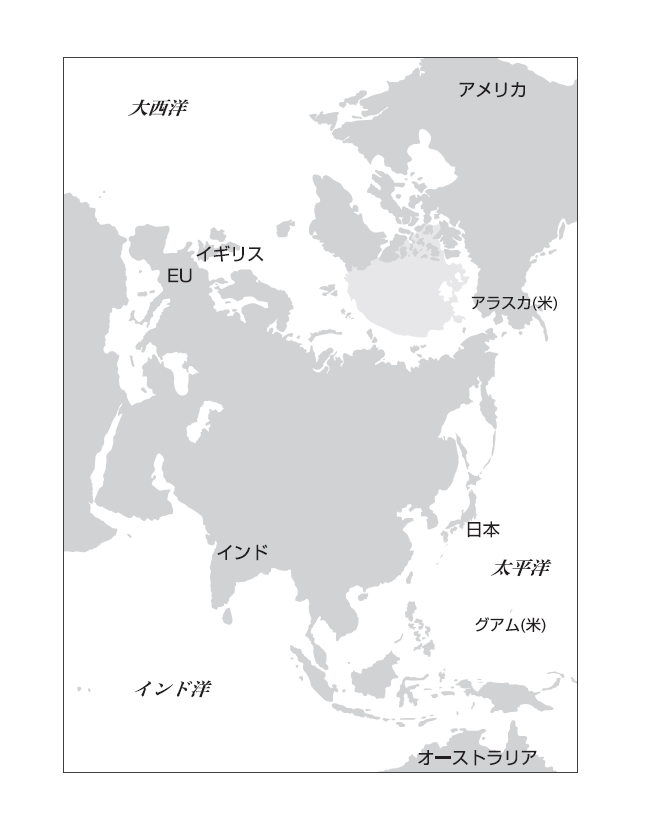 アメリカ
大西洋
イギリス
EU
アラスカ(米)
日本
インド
太平洋
グアム(米)
インド洋
オーストラリア